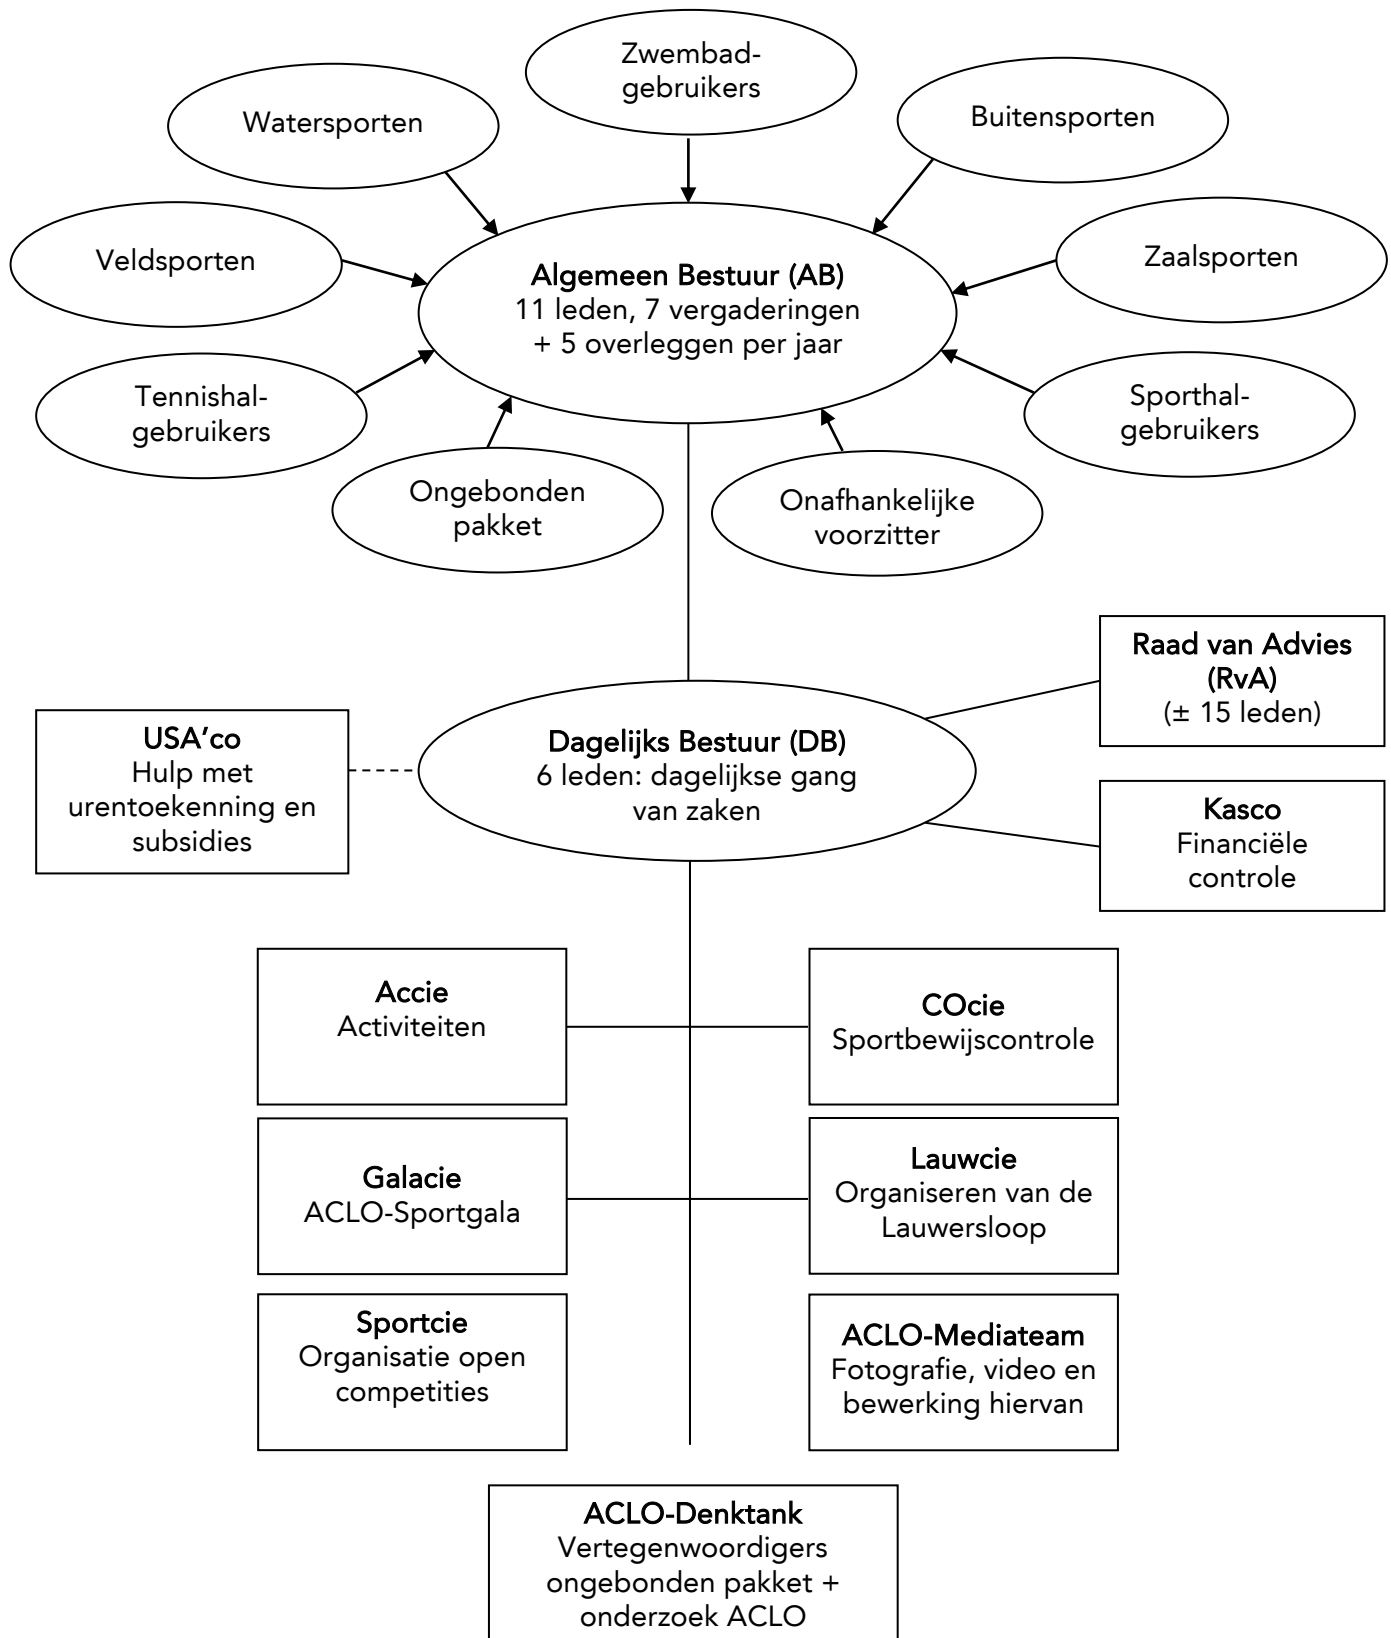 Zwembad-
gebruikers
Watersporten
Buitensporten
Veldsporten
Algemeen Bestuur (AB)
11 leden, 7 vergaderingen
+ 5 overleggen per jaar
Zaalsporten
Tennishal-
gebruikers
Sporthal-
gebruikers
Ongebonden
pakket
Onafhankelijke
voorzitter
Raad van Advies
(RvA)
(± 15 leden)
USA’co
Hulp met
urentoekenning en
subsidies
Dagelijks Bestuur (DB)
6 leden: dagelijkse gang
van zaken
Kasco
Financiële
controle
Accie
Activiteiten
COcie
Sportbewijscontrole
Galacie
ACLO-Sportgala
Lauwcie
Organiseren van de
Lauwersloop
Sportcie
Organisatie open
competities
ACLO-Mediateam
Fotografie, video en
bewerking hiervan
ACLO-Denktank
Vertegenwoordigers
ongebonden pakket +
onderzoek ACLO